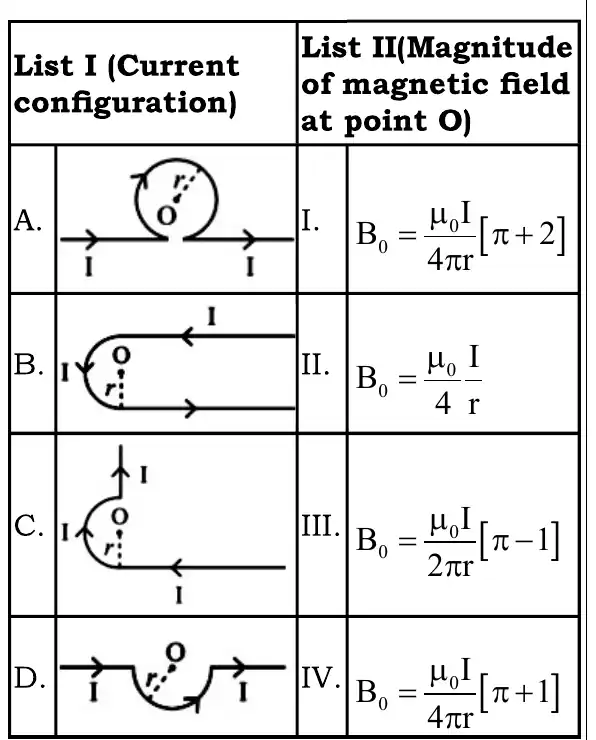 List I (Current configuration)
List II(Magnitude of magnetic field at point O)
A.
r
O
I
I
I.
B₀ = μ₀I/4πr [π + 2]
B.
I
O
I
r
II.
B₀ = μ₀/4 I/r
C.
I
O
I
r
I
III.
B₀ = μ₀I/2πr [π − 1]
D.
O
r
I
I
IV.
B₀ = μ₀I/4πr [π + 1]